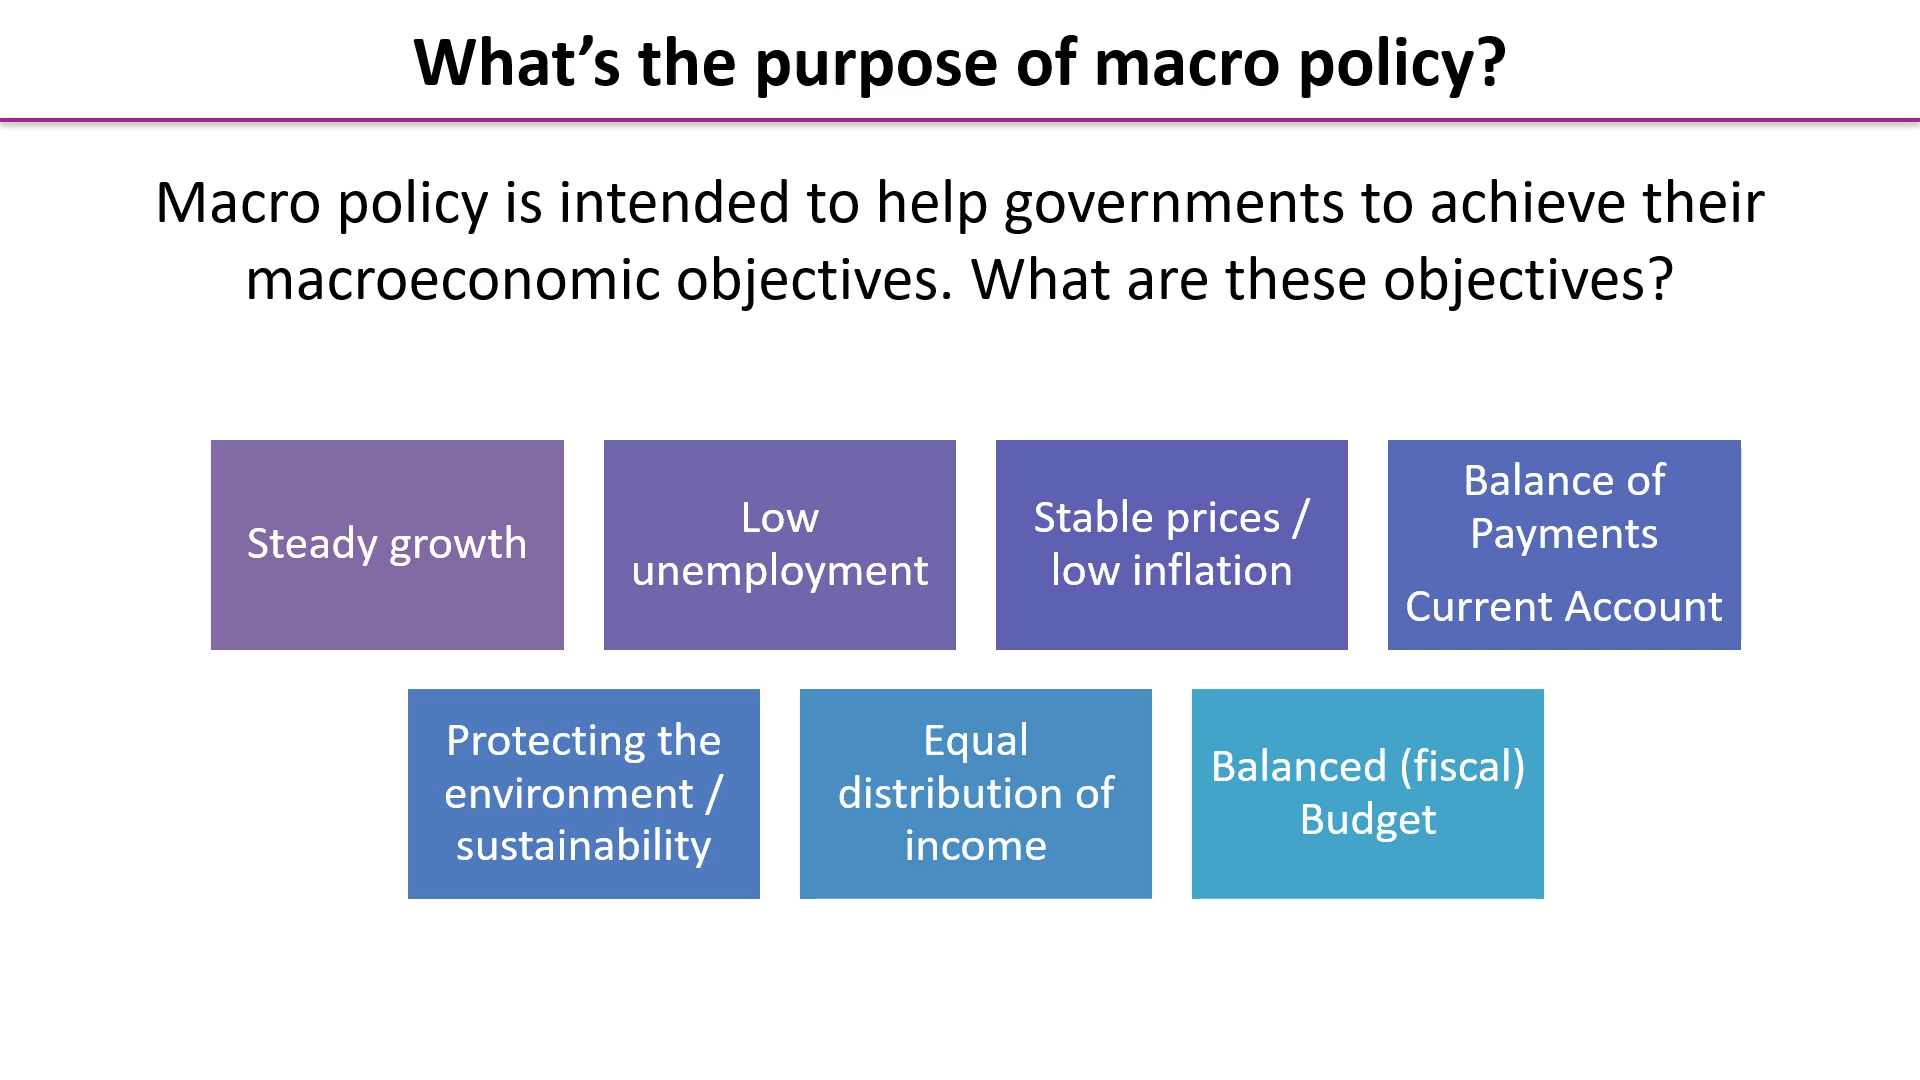 What’s the purpose of macro policy?
Macro policy is intended to help governments to achieve their
macroeconomic objectives. What are these objectives?
Steady growth
Low
unemployment
Stable prices /
low inflation
Balance of
Payments
Current Account
Protecting the
environment /
sustainability
Equal
distribution of
income
Balanced (fiscal)
Budget